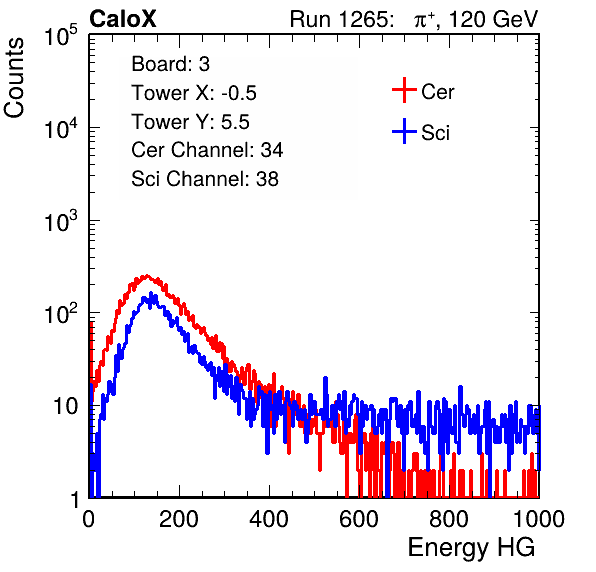 CaloX Run 1265: π⁺, 120 GeV
Counts
10⁵
10⁴
10³
10²
10
1
Board: 3
Tower X: -0.5
Tower Y: 5.5
Cer Channel: 34
Sci Channel: 38
Cer
Sci
0 200 400 600 800 1000
Energy HG